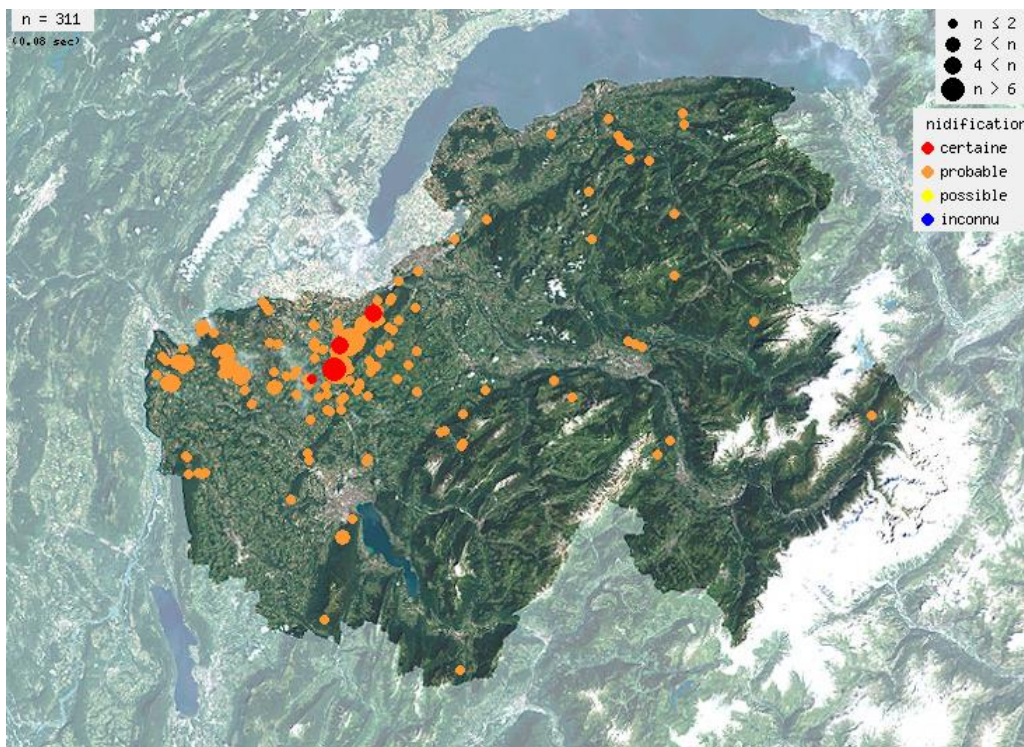 n = 311
(0.08 sec)
n ≤ 2
2 < n
4 < n
n > 6
nidification
certaine
probable
possible
inconnu